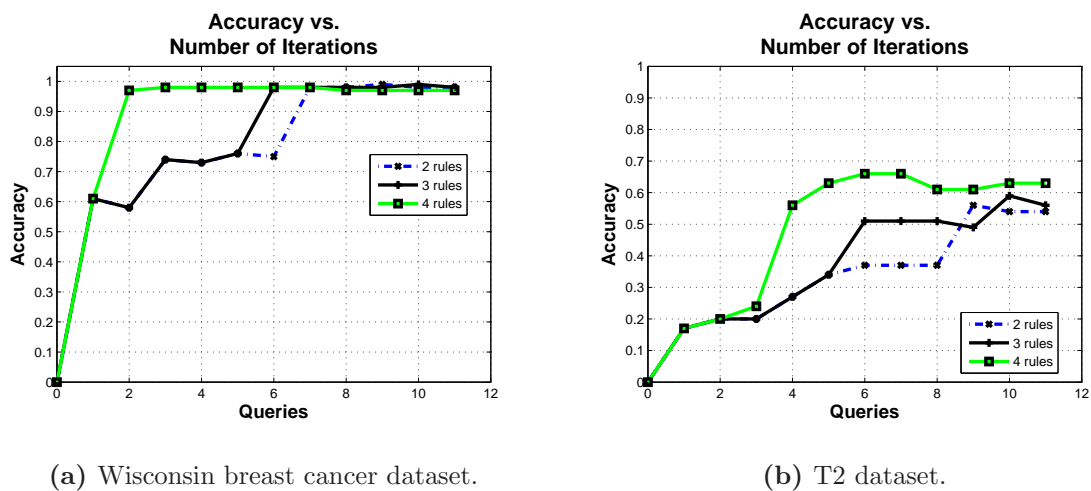 Accuracy vs.
Number of Iterations
1
0.9
0.8
0.7
0.6
0.5
0.4
0.3
0.2
0.1
0
Accuracy
2 rules
3 rules
4 rules
0 2 4 6 8 10 12
Queries
(a) Wisconsin breast cancer dataset.
Accuracy vs.
Number of Iterations
1
0.9
0.8
0.7
0.6
0.5
0.4
0.3
0.2
0.1
0
Accuracy
2 rules
3 rules
4 rules
0 2 4 6 8 10 12
Queries
(b) T2 dataset.